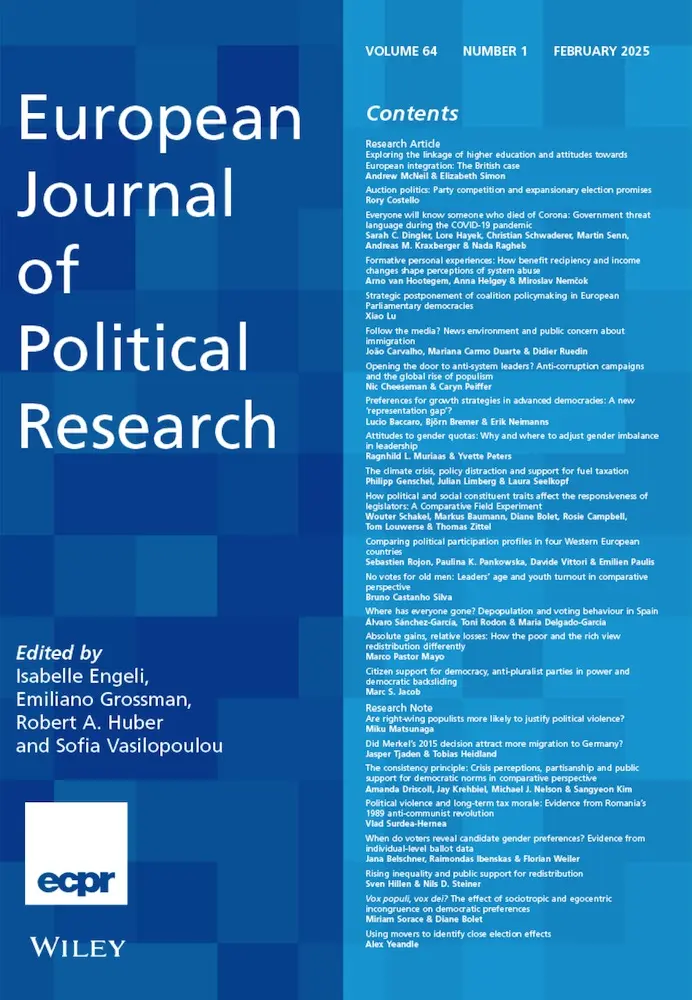 European
Journal
of
Political
Research
Edited by
Isabelle Engeli,
Emiliano Grossman,
Robert A. Huber
and Sofia Vasilopoulou
ecpr
WILEY
VOLUME 64 NUMBER 1 FEBRUARY 2025
Contents
Research Article
Exploring the linkage of higher education and attitudes towards
European integration: The British case
Andrew McNeil & Elizabeth Simon
Auction politics: Party competition and expansionary election promises
Rory Costello
Everyone will know someone who died of Corona: Government threat
language during the COVID-19 pandemic
Sarah C. Dingler, Lore Hayek, Christian Schwaderer, Martin Senn,
Andreas M. Kraxberger & Nada Ragheb
Formative personal experiences: How benefit recipiency and income
changes shape perceptions of system abuse
Arno van Hootegem, Anna Helgøy & Miroslav Nemčok
Strategic postponement of coalition policymaking in European
Parliamentary democracies
Xiao Lu
Follow the media? News environment and public concern about
immigration
João Carvalho, Mariana Carmo Duarte & Didier Ruedin
Opening the door to anti-system leaders? Anti-corruption campaigns
and the global rise of populism
Nic Cheeseman & Caryn Peiffer
Preferences for growth strategies in advanced democracies: A new
‘representation gap’?
Lucio Baccaro, Björn Bremer & Erik Neimanns
Attitudes to gender quotas: Why and where to adjust gender imbalance
in leadership
Ragnhild L. Muriaas & Yvette Peters
The climate crisis, policy distraction and support for fuel taxation
Philipp Genschel, Julian Limberg & Laura Seelkopf
How political and social constituent traits affect the responsiveness of
legislators: A Comparative Field Experiment
Wouter Schakel, Markus Baumann, Diane Bolet, Rosie Campbell,
Tom Louwerse & Thomas Zittel
Comparing political participation profiles in four Western European
countries
Sebastien Rojon, Paulina K. Pankowska, Davide Vittori & Emilien Paulis
No votes for old men: Leaders’ age and youth turnout in comparative
perspective
Bruno Castanho Silva
Where has everyone gone? Depopulation and voting behaviour in Spain
Álvaro Sánchez-García, Toni Rodon & Maria Delgado-García
Absolute gains, relative losses: How the poor and the rich view
redistribution differently
Marco Pastor Mayo
Citizen support for democracy, anti-pluralist parties in power and
democratic backsliding
Marc S. Jacob
Research Note
Are right-wing populists more likely to justify political violence?
Miku Matsunaga
Did Merkel’s 2015 decision attract more migration to Germany?
Jasper Tjaden & Tobias Heidland
The consistency principle: Crisis perceptions, partisanship and public
support for democratic norms in comparative perspective
Amanda Driscoll, Jay Krehbiel, Michael J. Nelson & Sangyeon Kim
Political violence and long-term tax morale: Evidence from Romania’s
1989 anti-communist revolution
Vlad Surdea-Hernea
When do voters reveal candidate gender preferences? Evidence from
individual-level ballot data
Jana Belschner, Raimondas Ibenskas & Florian Weiler
Rising inequality and public support for redistribution
Sven Hillen & Nils D. Steiner
Vox populi, vox dei? The effect of sociotropic and egocentric
incongruence on democratic preferences
Miriam Sorace & Diane Bolet
Using movers to identify close election effects
Alex Yeandle